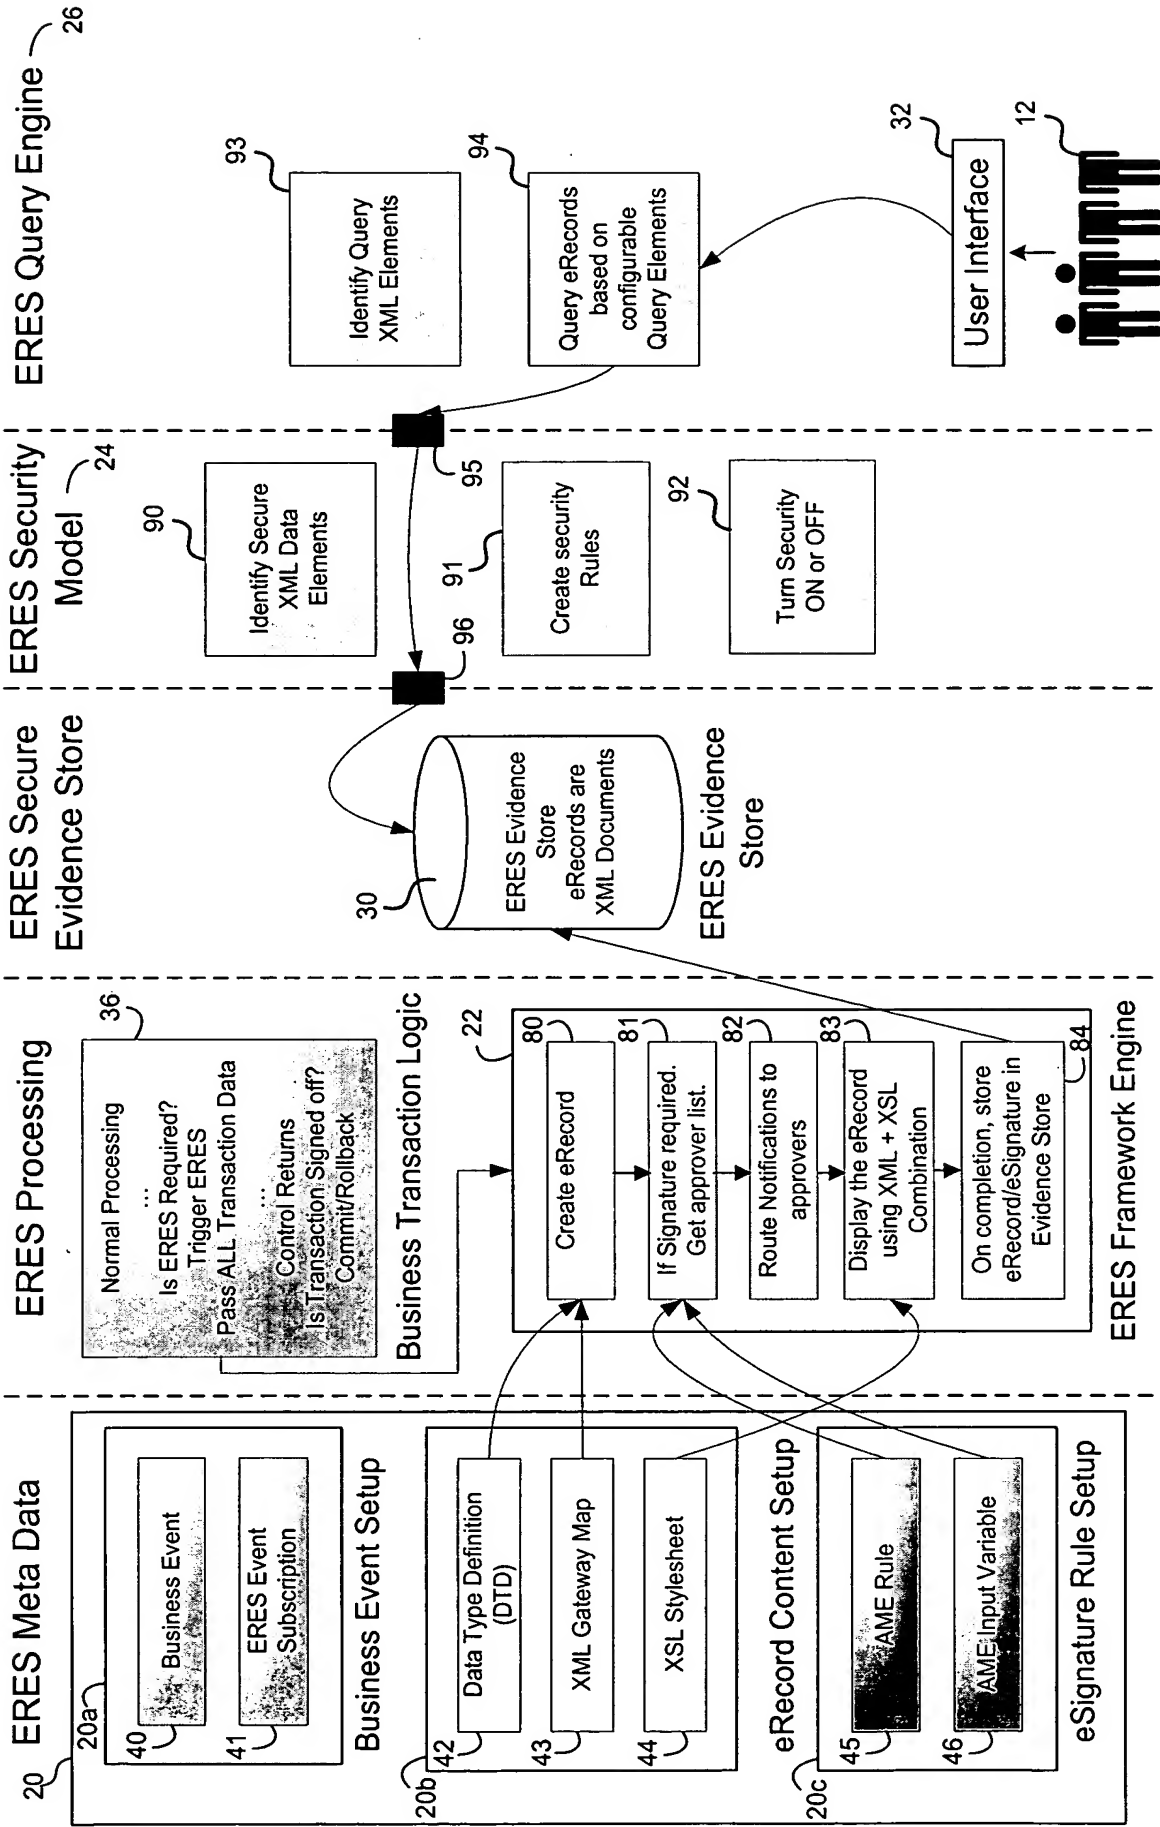 ERES Meta Data
20
20a
40
Business Event
41
ERES Event
Subscription
Business Event Setup
20b
42
Data Type Definition
(DTD)
43
XML Gateway Map
44
XSL Stylesheet
eRecord Content Setup
20c
45
AME Rule
46
AME Input Variable
eSignature Rule Setup
ERES Processing
36
Normal Processing
...
Is ERES Required?
Trigger ERES
Pass ALL Transaction Data
...
Control Returns
Is Transaction Signed off?
Commit/Rollback
Business Transaction Logic
22
80
Create eRecord
81
If Signature required.
Get approver list.
82
Route Notifications to
approvers
83
Display the eRecord
using XML + XSL
Combination
84
On completion, store
eRecord/eSignature in
Evidence Store
ERES Framework Engine
ERES Secure
Evidence Store
30
ERES Evidence
Store
eRecords are
XML Documents
ERES Evidence
Store
ERES Security
Model
24
90
Identify Secure
XML Data
Elements
95
96
91
Create security
Rules
92
Turn Security
ON or OFF
ERES Query Engine
26
93
Identify Query
XML Elements
94
Query eRecords
based on
configurable
Query Elements
32
User Interface
12